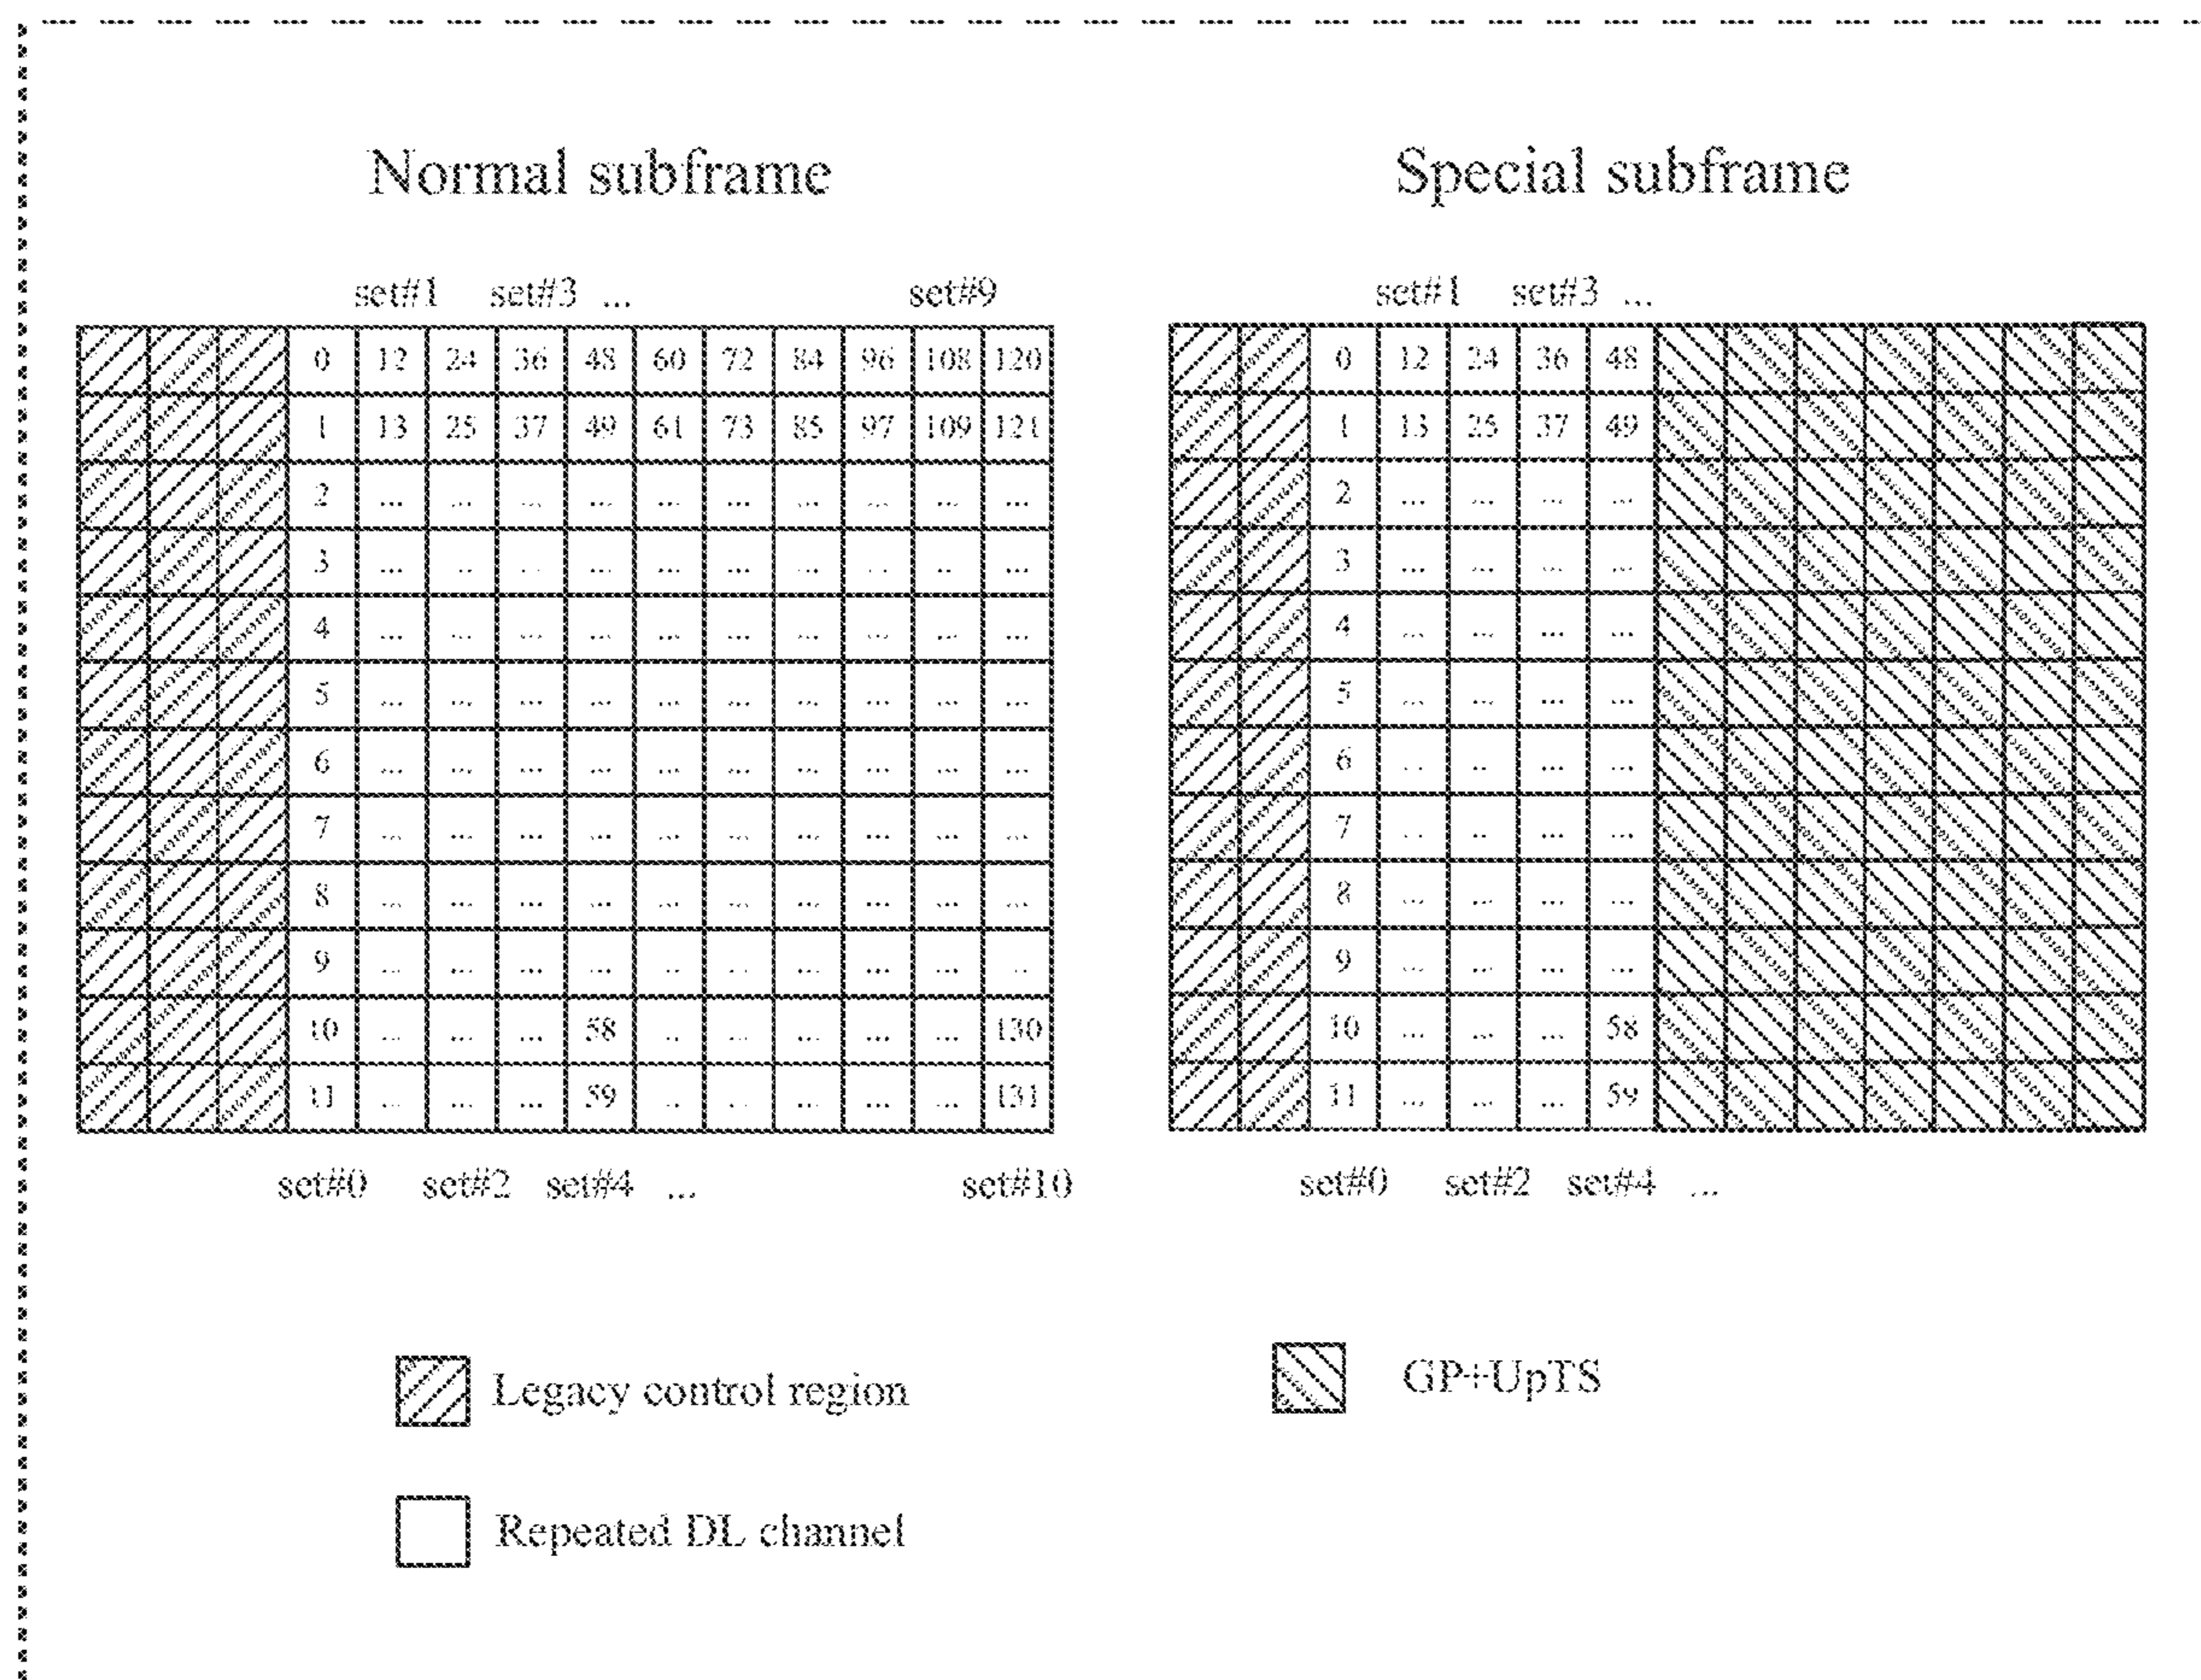 Normal subframe Special subframe
set#1 set#3 ... set#9 set#1 set#3 ...
0 12 24 36 48 60 72 84 96 108 120 0 12 24 36 48
1 13 25 37 49 61 73 85 97 109 121 1 13 25 37 49
2 ... ... ... ... ... ... ... ... ... ... 2 ... ... ... ...
3 ... ... ... ... ... ... ... ... ... ... 3 ... ... ... ...
4 ... ... ... ... ... ... ... ... ... ... 4 ... ... ... ...
5 ... ... ... ... ... ... ... ... ... ... 5 ... ... ... ...
6 ... ... ... ... ... ... ... ... ... ... 6 ... ... ... ...
7 ... ... ... ... ... ... ... ... ... ... 7 ... ... ... ...
8 ... ... ... ... ... ... ... ... ... ... 8 ... ... ... ...
9 ... ... ... ... ... ... ... ... ... ... 9 ... ... ... ...
10 ... ... ... 58 ... ... ... ... ... 130 10 ... ... ... 58
11 ... ... ... 59 ... ... ... ... ... 131 11 ... ... ... 59
set#0 set#2 set#4 ... set#10 set#0 set#2 set#4 ...
Legacy control region GP+UpTS
Repeated DL channel